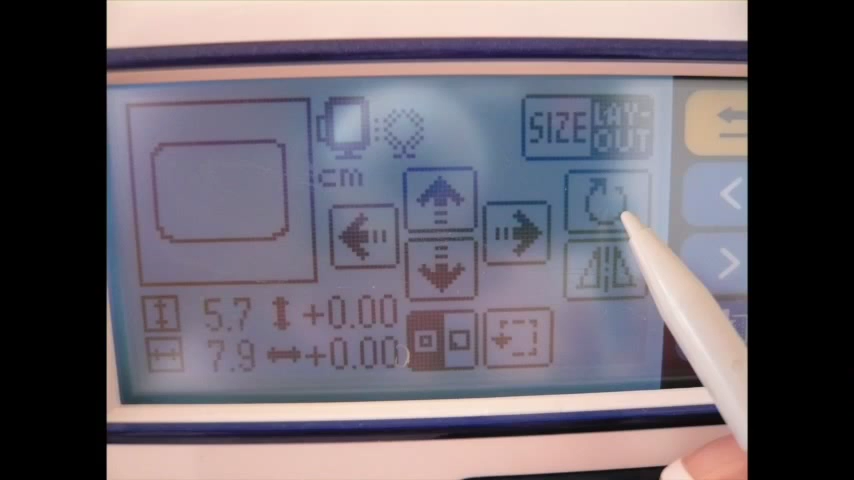 SIZE LAY-
OUT
cm
5.7 +0.00
7.9 +0.00